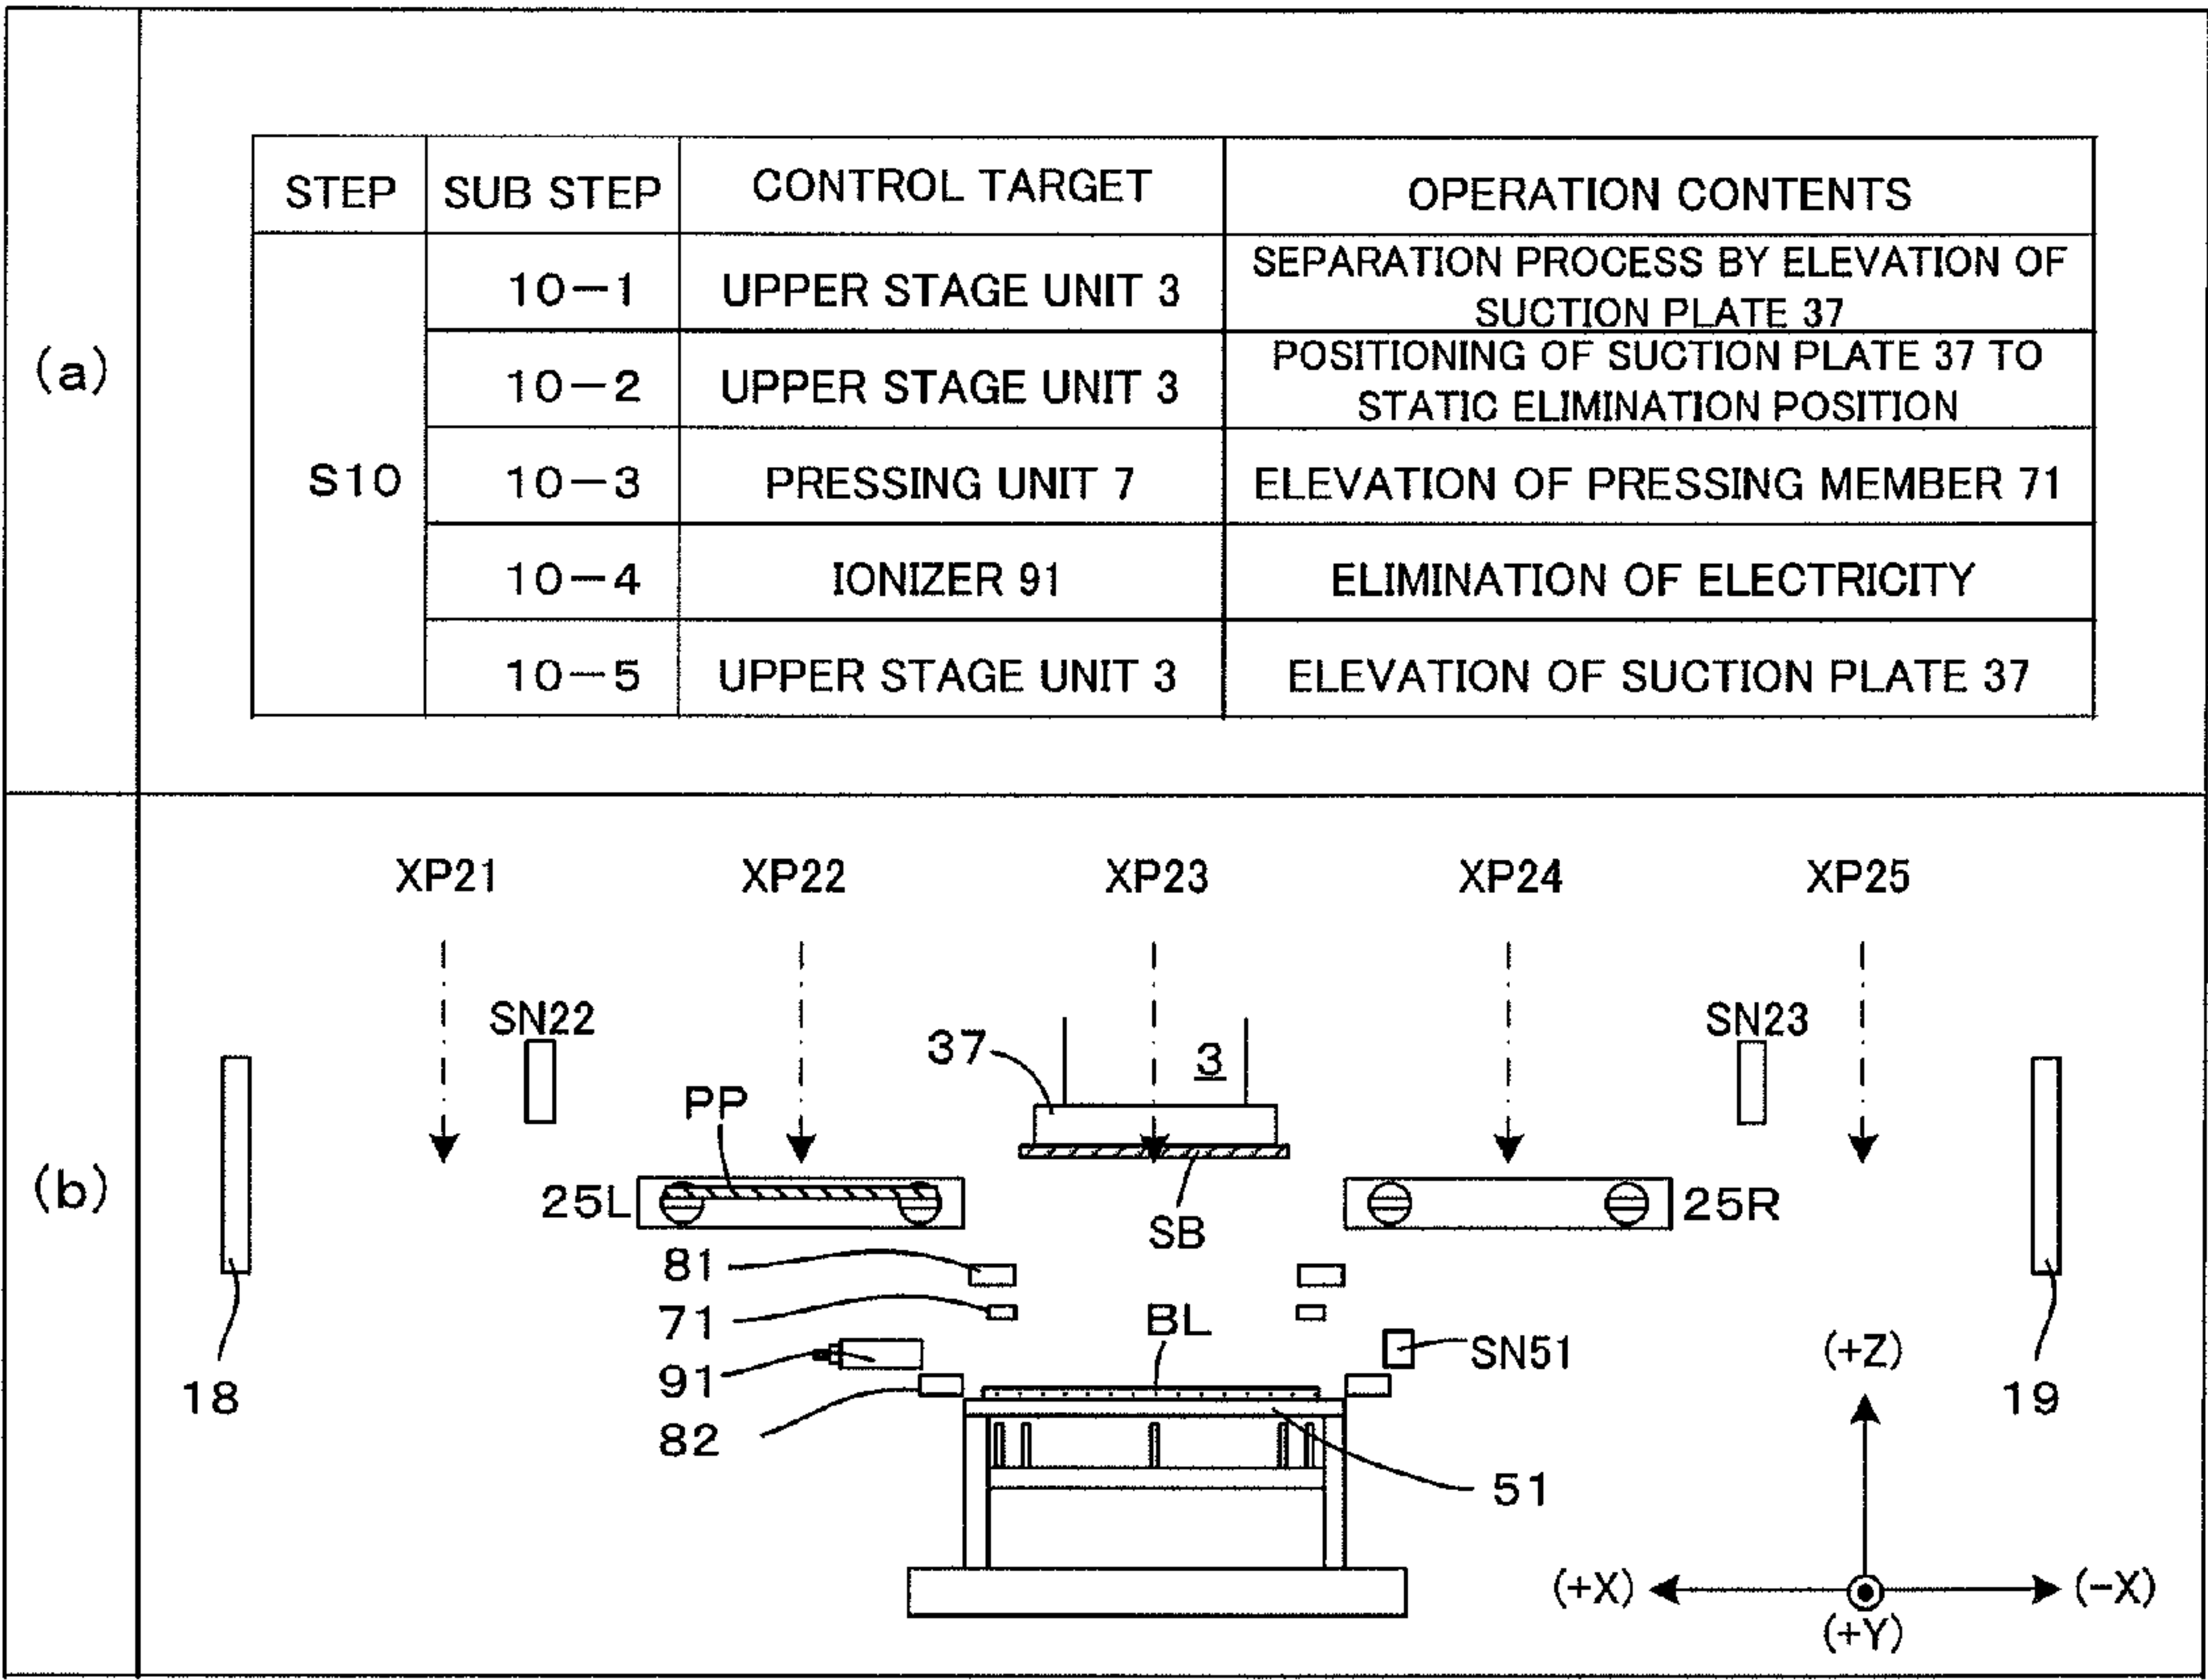 (a)
STEP SUB STEP CONTROL TARGET OPERATION CONTENTS
S10
10-1 UPPER STAGE UNIT 3 SEPARATION PROCESS BY ELEVATION OF
SUCTION PLATE 37
10-2 UPPER STAGE UNIT 3 POSITIONING OF SUCTION PLATE 37 TO
STATIC ELIMINATION POSITION
10-3 PRESSING UNIT 7 ELEVATION OF PRESSING MEMBER 71
10-4 IONIZER 91 ELIMINATION OF ELECTRICITY
10-5 UPPER STAGE UNIT 3 ELEVATION OF SUCTION PLATE 37
(b)
XP21 XP22 XP23 XP24 XP25
SN22 SN23
37 3
PP
25L SB 25R
81
71 BL
91 SN51 (+Z)
18 19
82
51
(+X) (-X)
(+Y)